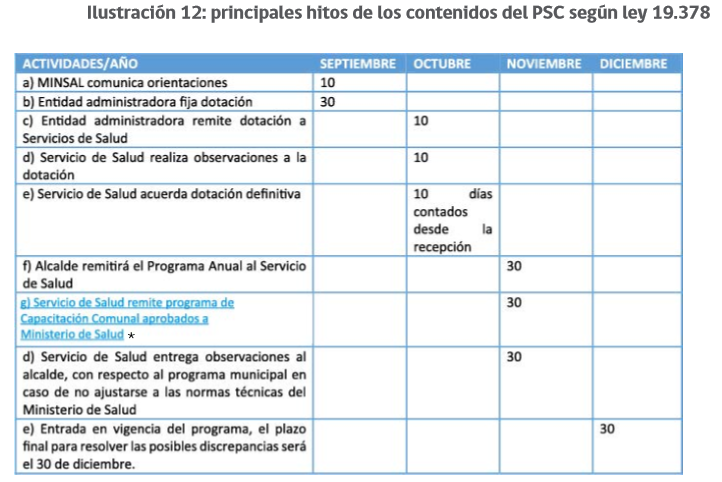 Ilustración 12: principales hitos de los contenidos del PSC según ley 19.378
ACTIVIDADES/AÑO SEPTIEMBRE OCTUBRE NOVIEMBRE DICIEMBRE
a) MINSAL comunica orientaciones 10
b) Entidad administradora fija dotación 30
c) Entidad administradora remite dotación a 10
Servicios de Salud
d) Servicio de Salud realiza observaciones a la 10
dotación
e) Servicio de Salud acuerda dotación definitiva 10 días
contados
desde la
recepción
f) Alcalde remitirá el Programa Anual al Servicio 30
de Salud
g) Servicio de Salud remite programa de 30
Capacitación Comunal aprobados a
Ministerio de Salud *
d) Servicio de Salud entrega observaciones al 30
alcalde, con respecto al programa municipal en
caso de no ajustarse a las normas técnicas del
Ministerio de Salud
e) Entrada en vigencia del programa, el plazo 30
final para resolver las posibles discrepancias será
el 30 de diciembre.